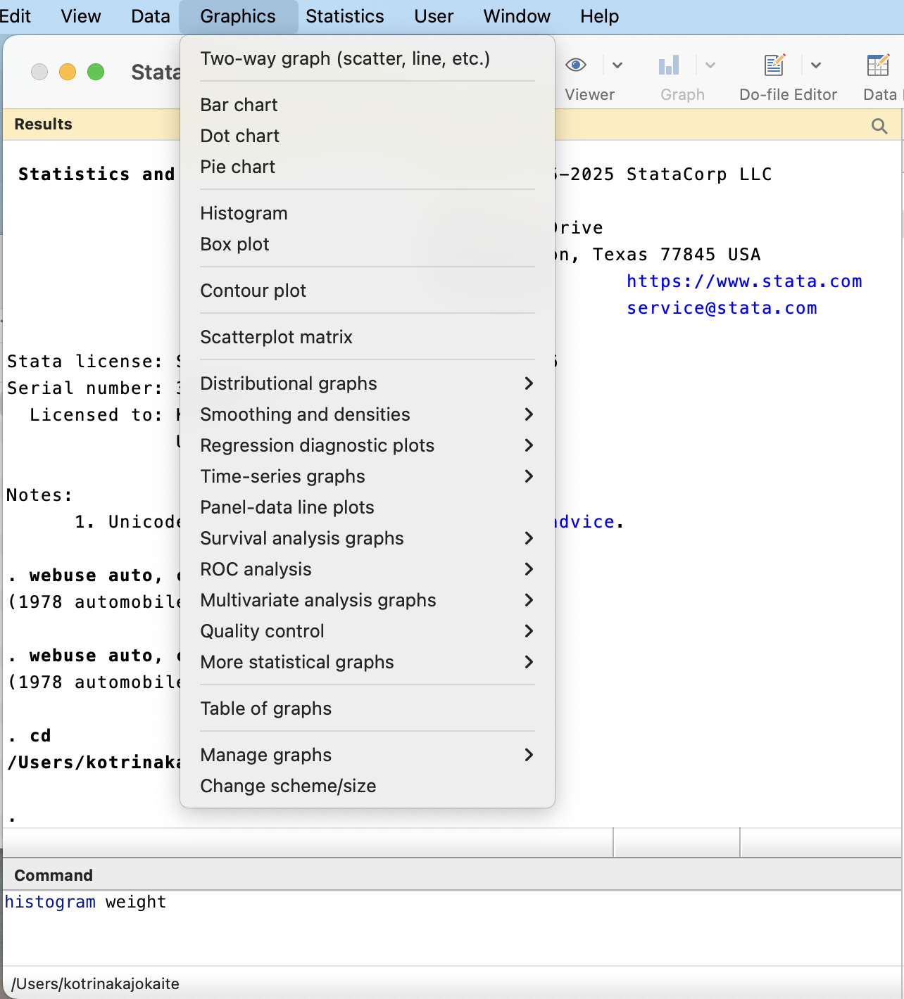 Edit View Data Graphics Statistics User Window Help
Stata
Viewer
Graph
Do-file Editor
Data
Results
Two-way graph (scatter, line, etc.)
Bar chart
Dot chart
Pie chart
Histogram
Box plot
Contour plot
Scatterplot matrix
Distributional graphs
Smoothing and densities
Regression diagnostic plots
Time-series graphs
Panel-data line plots
Survival analysis graphs
ROC analysis
Multivariate analysis graphs
Quality control
More statistical graphs
Table of graphs
Manage graphs
Change scheme/size
Statistics and
-2025 StataCorp LLC
Drive
on, Texas 77845 USA
https://www.stata.com
service@stata.com
Stata license:
Serial number:
Licensed to:
Notes:
1. Unicode
advice.
. webuse auto,
(1978 automobile
. webuse auto,
(1978 automobile
. cd
/Users/kotrinaka
.
Command
histogram weight
/Users/kotrinakajokaite